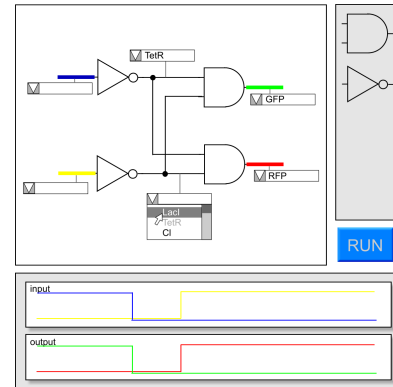 TetR
GFP
RFP
LacI
TetR
CI
RUN
input
output